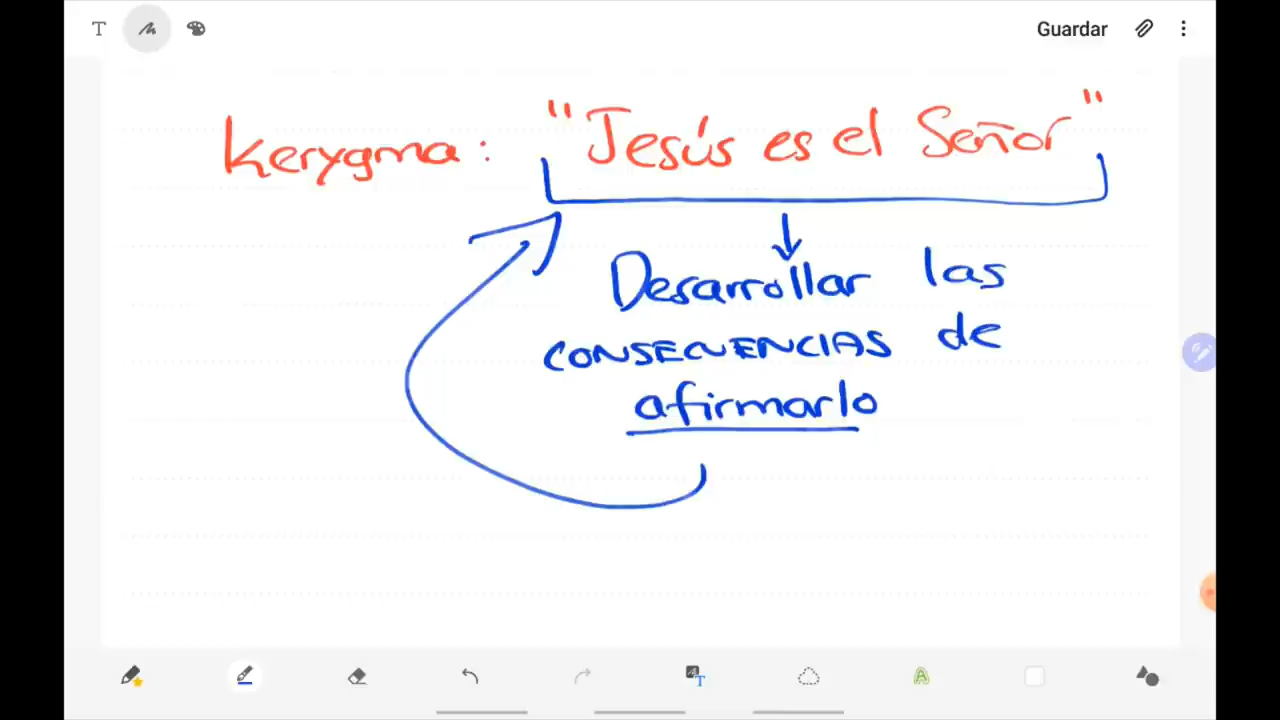 T
Guardar
Kerygma: "Jesús es el Señor"
Desarrollar las
CONSECUENCIAS de
afirmarlo
T
A